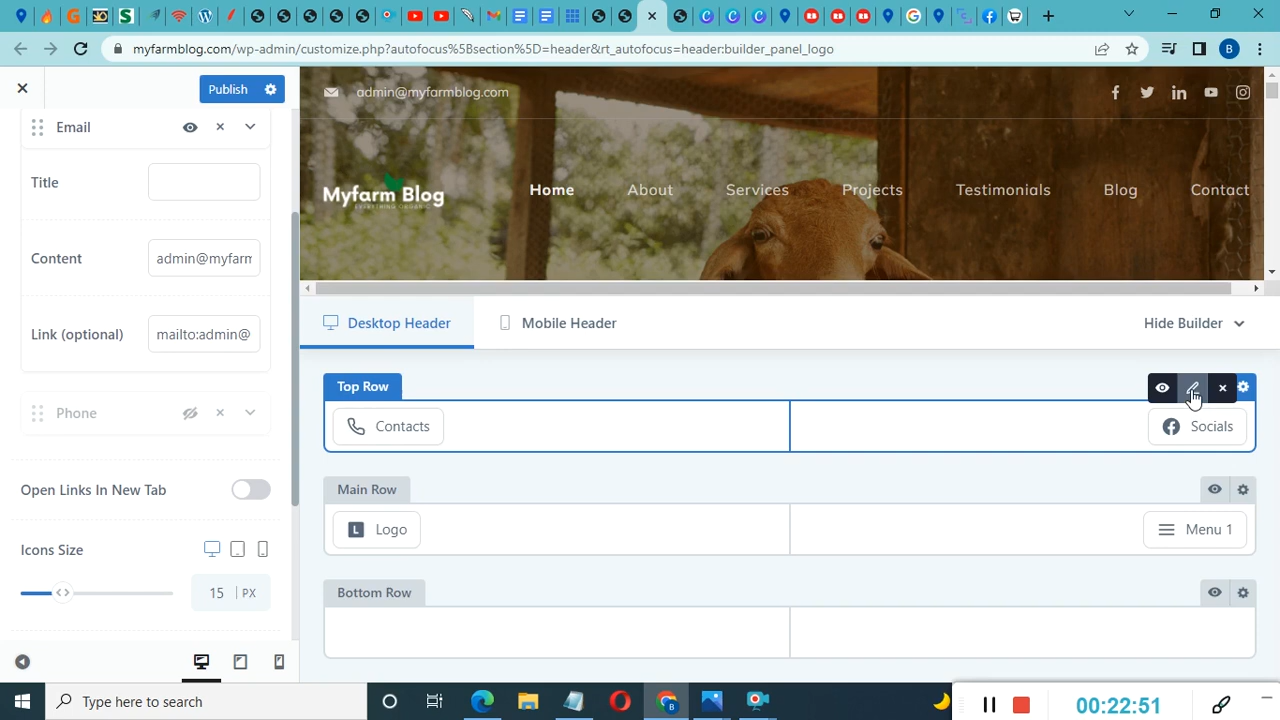 myfarmblog.com/wp-admin/customize.php?autofocus%5Bsection%5D=header&rt_autofocus=header:builder_panel_logo
B
Publish
Email
Title
Content
admin@myfarm
Link (optional)
mailto:admin@
Phone
Open Links In New Tab
Icons Size
15 PX
admin@myfarmblog.com
Myfarm Blog
EVERYTHING ORGANIC
Home About Services Projects Testimonials Blog Contact
Desktop Header
Mobile Header
Hide Builder
Top Row
Contacts
Socials
Main Row
L Logo
Menu 1
Bottom Row
Type here to search
00:22:51